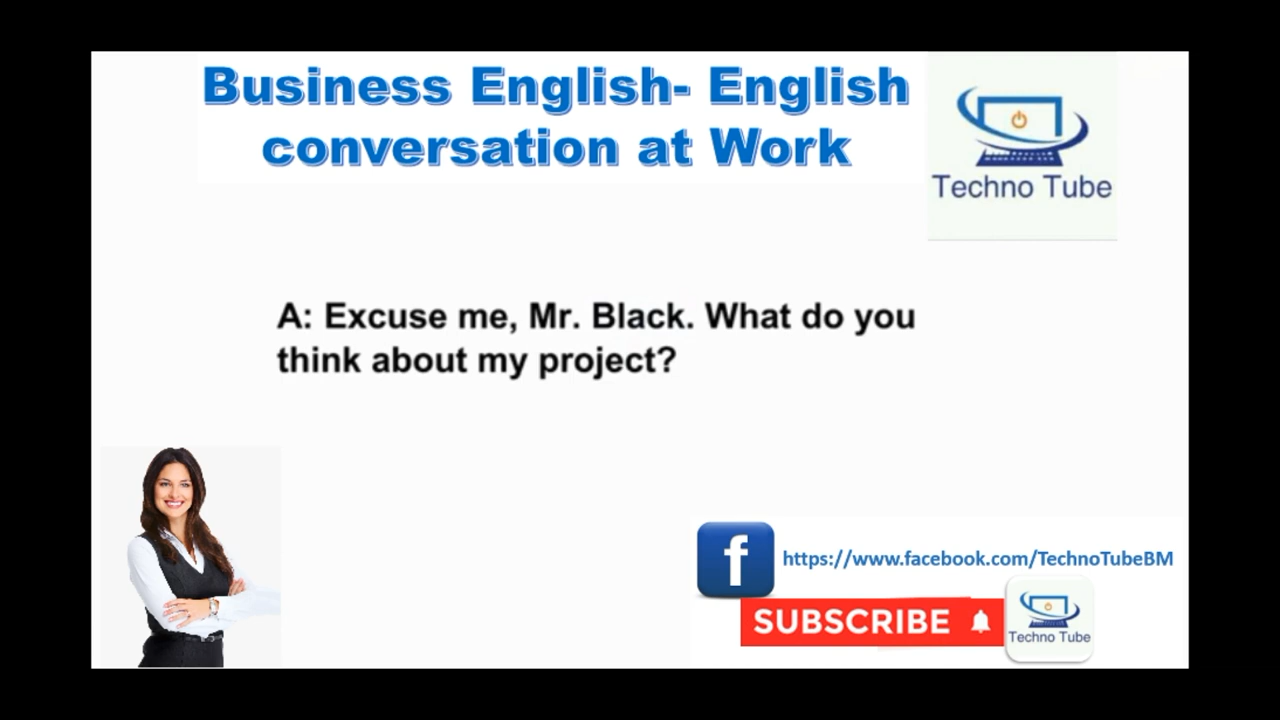 Business English- English
conversation at Work
Techno Tube
A: Excuse me, Mr. Black. What do you
think about my project?
f
https://www.facebook.com/TechnoTubeBM
SUBSCRIBE
Techno Tube